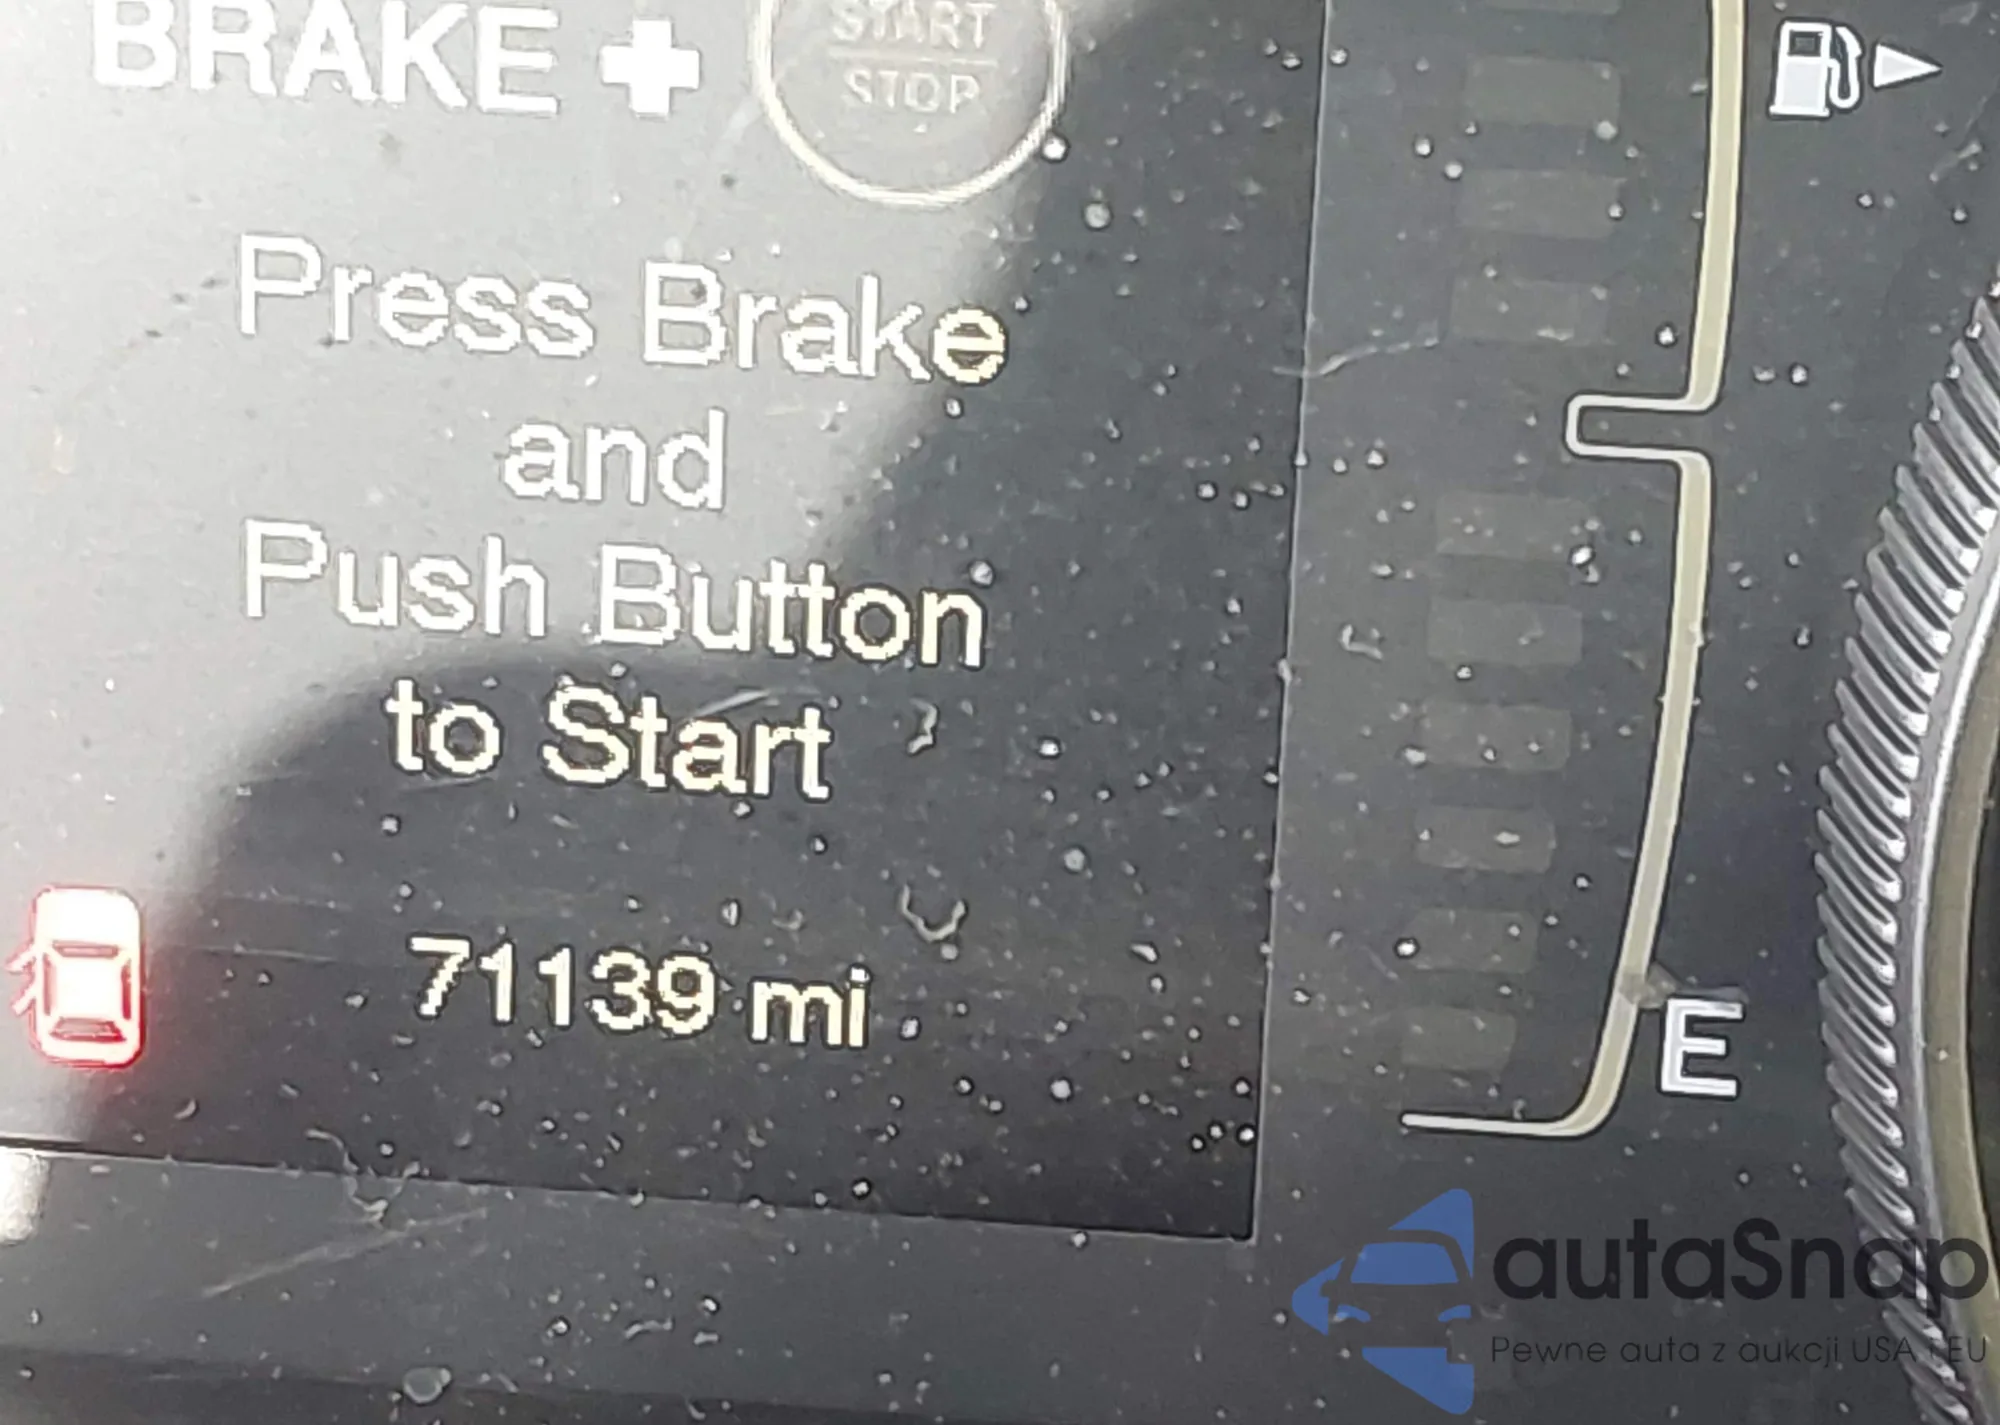 BRAKE + START
STOP
Press Brake
and
Push Button
to Start
71139 mi
E
autaSnap
Pewne auta z aukcji USA i EU